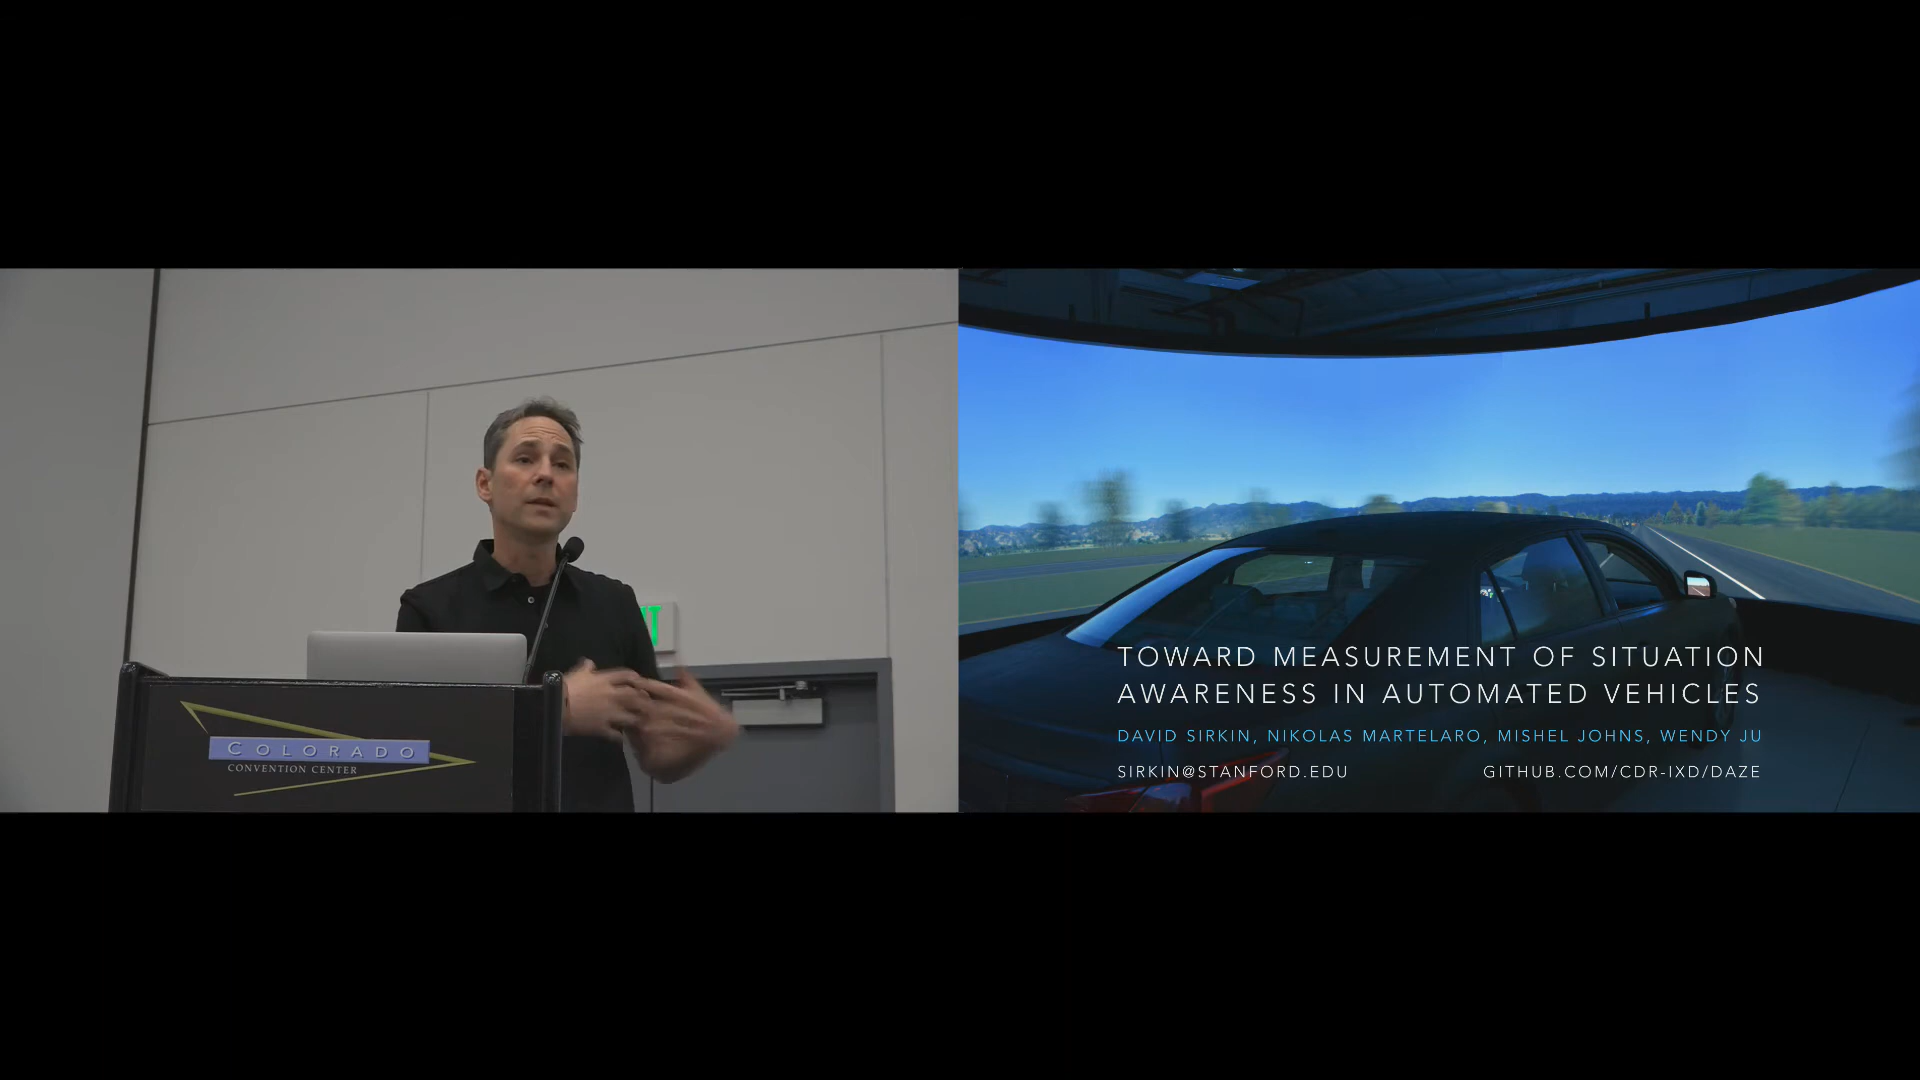 COLORADO
CONVENTION CENTER
TOWARD MEASUREMENT OF SITUATION
AWARENESS IN AUTOMATED VEHICLES
DAVID SIRKIN, NIKOLAS MARTELARO, MISHEL JOHNS, WENDY JU
SIRKIN@STANFORD.EDU
GITHUB.COM/CDR-IXD/DAZE